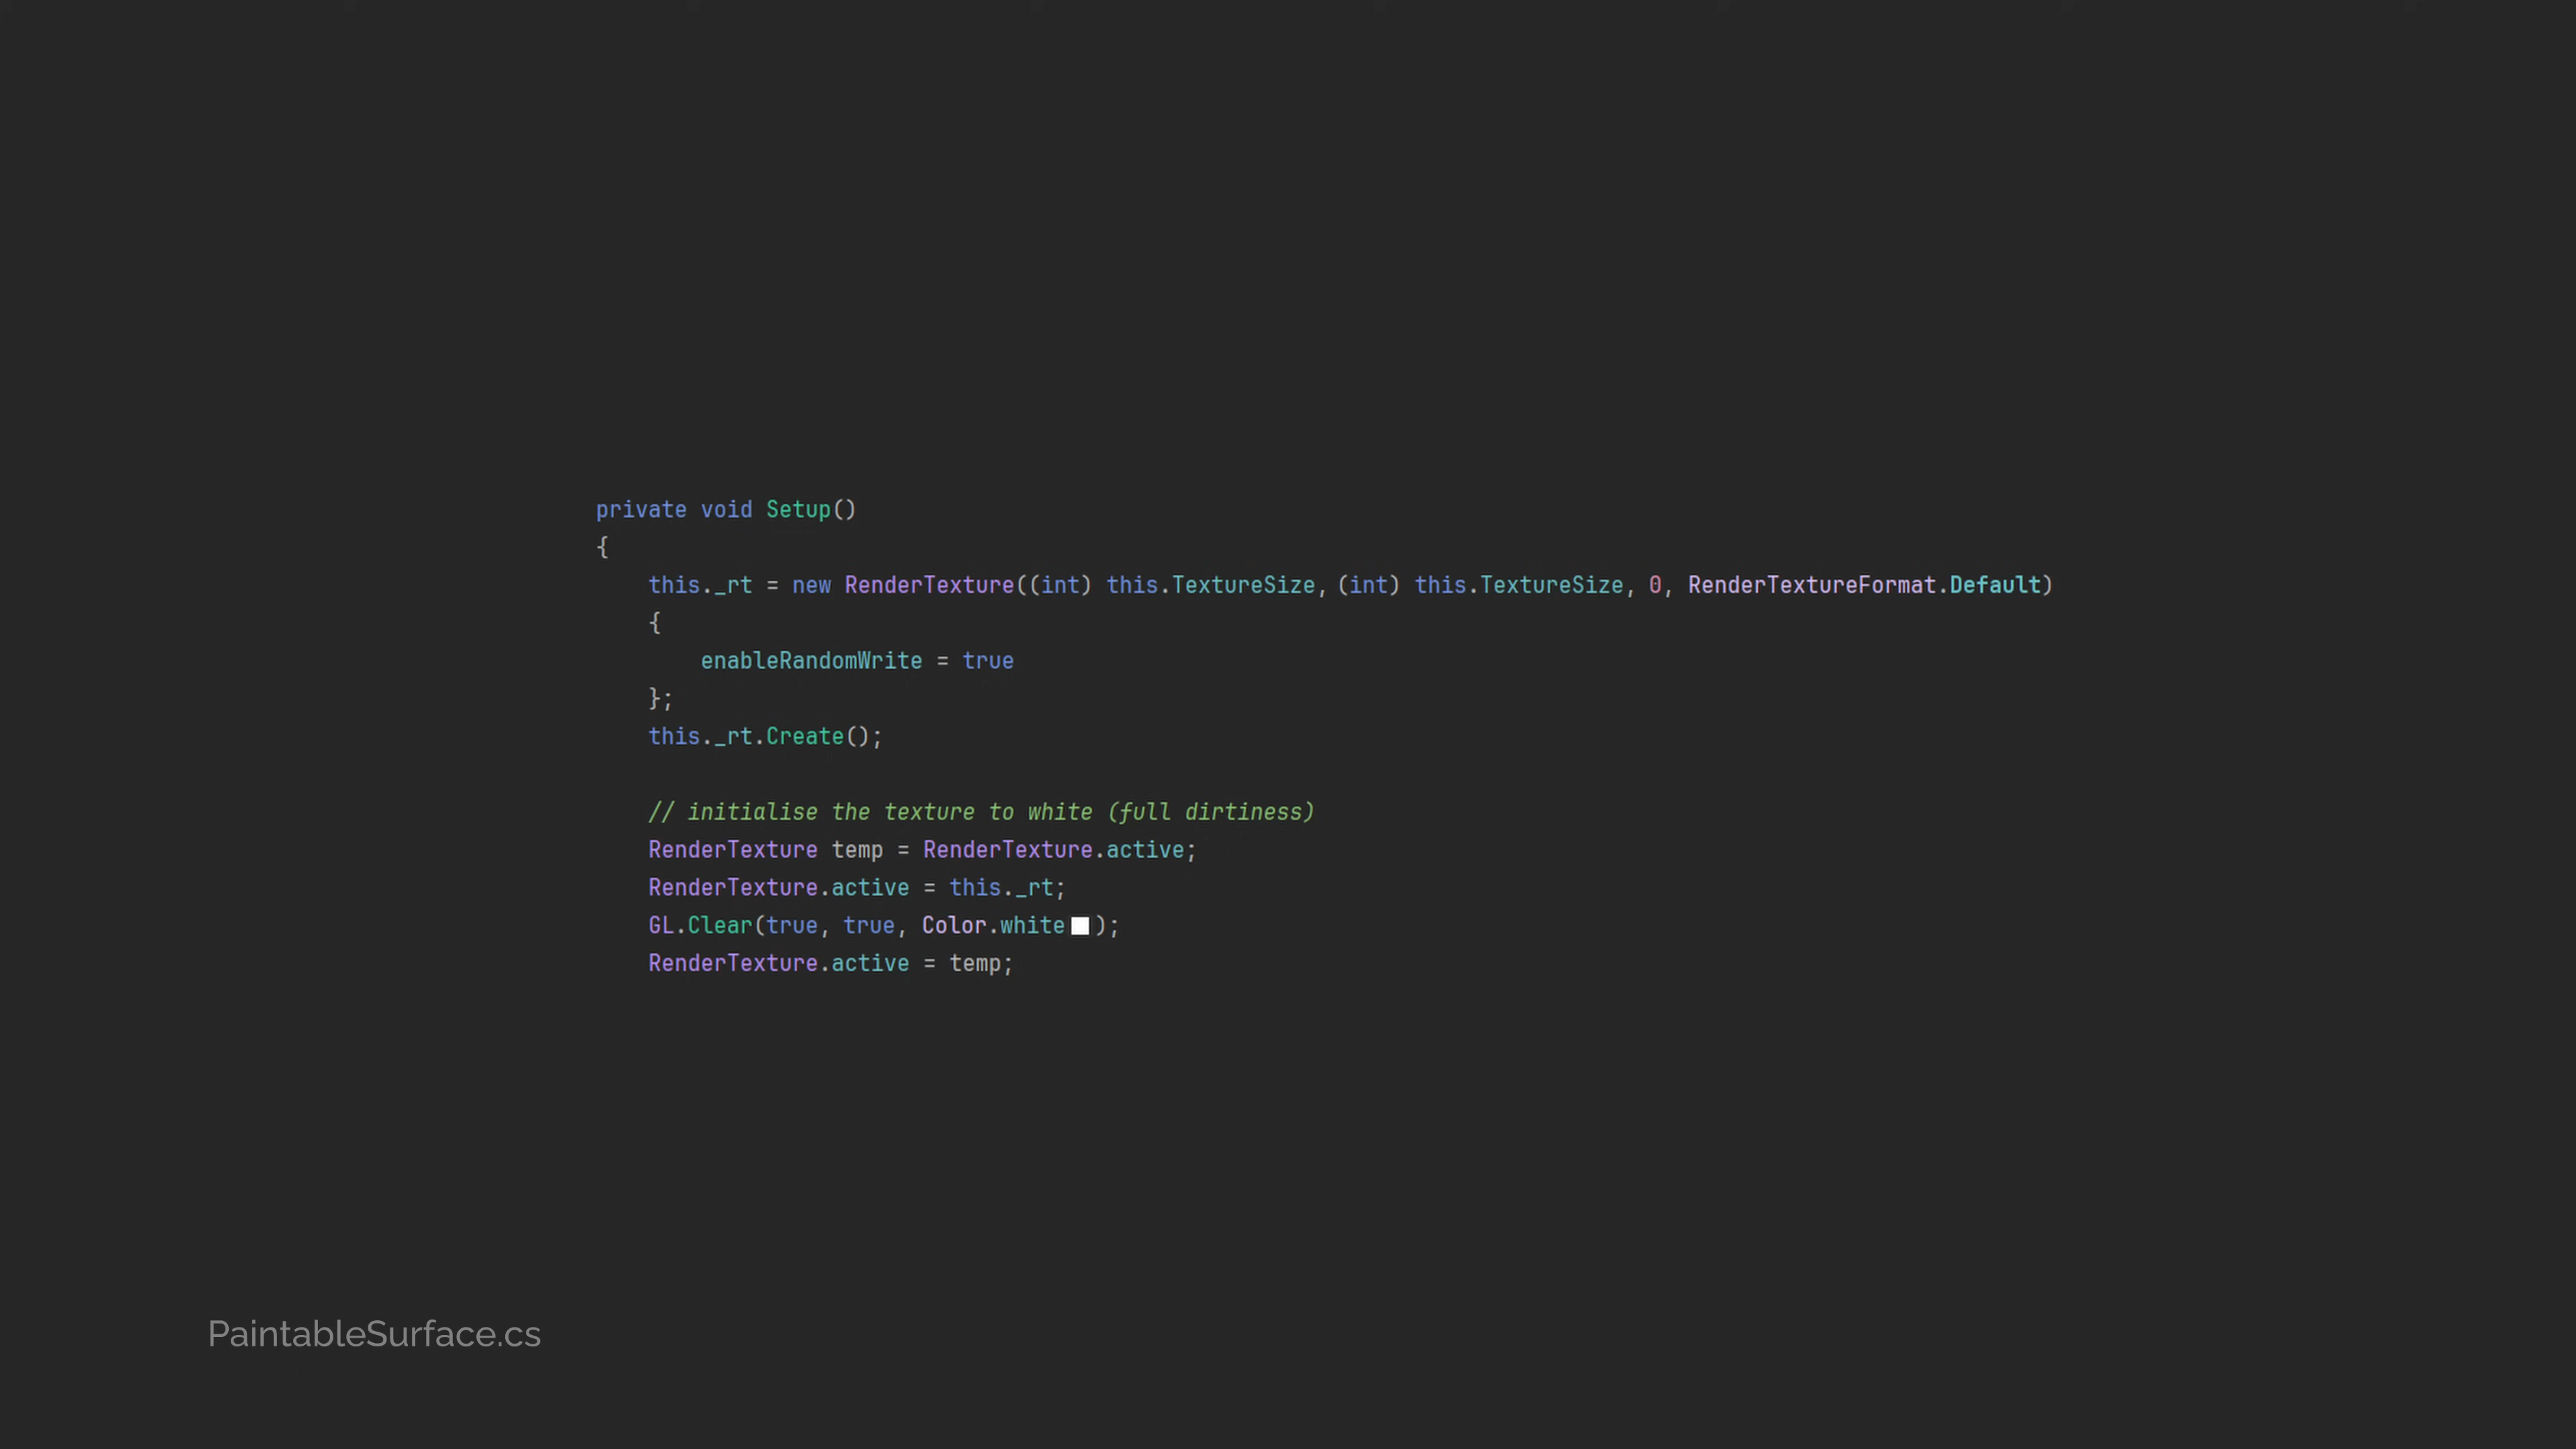 private void Setup()
{
    this._rt = new RenderTexture((int) this.TextureSize, (int) this.TextureSize, 0, RenderTextureFormat.Default)
    {
        enableRandomWrite = true
    };
    this._rt.Create();

    // initialise the texture to white (full dirtiness)
    RenderTexture temp = RenderTexture.active;
    RenderTexture.active = this._rt;
    GL.Clear(true, true, Color.white);
    RenderTexture.active = temp;
PaintableSurface.cs